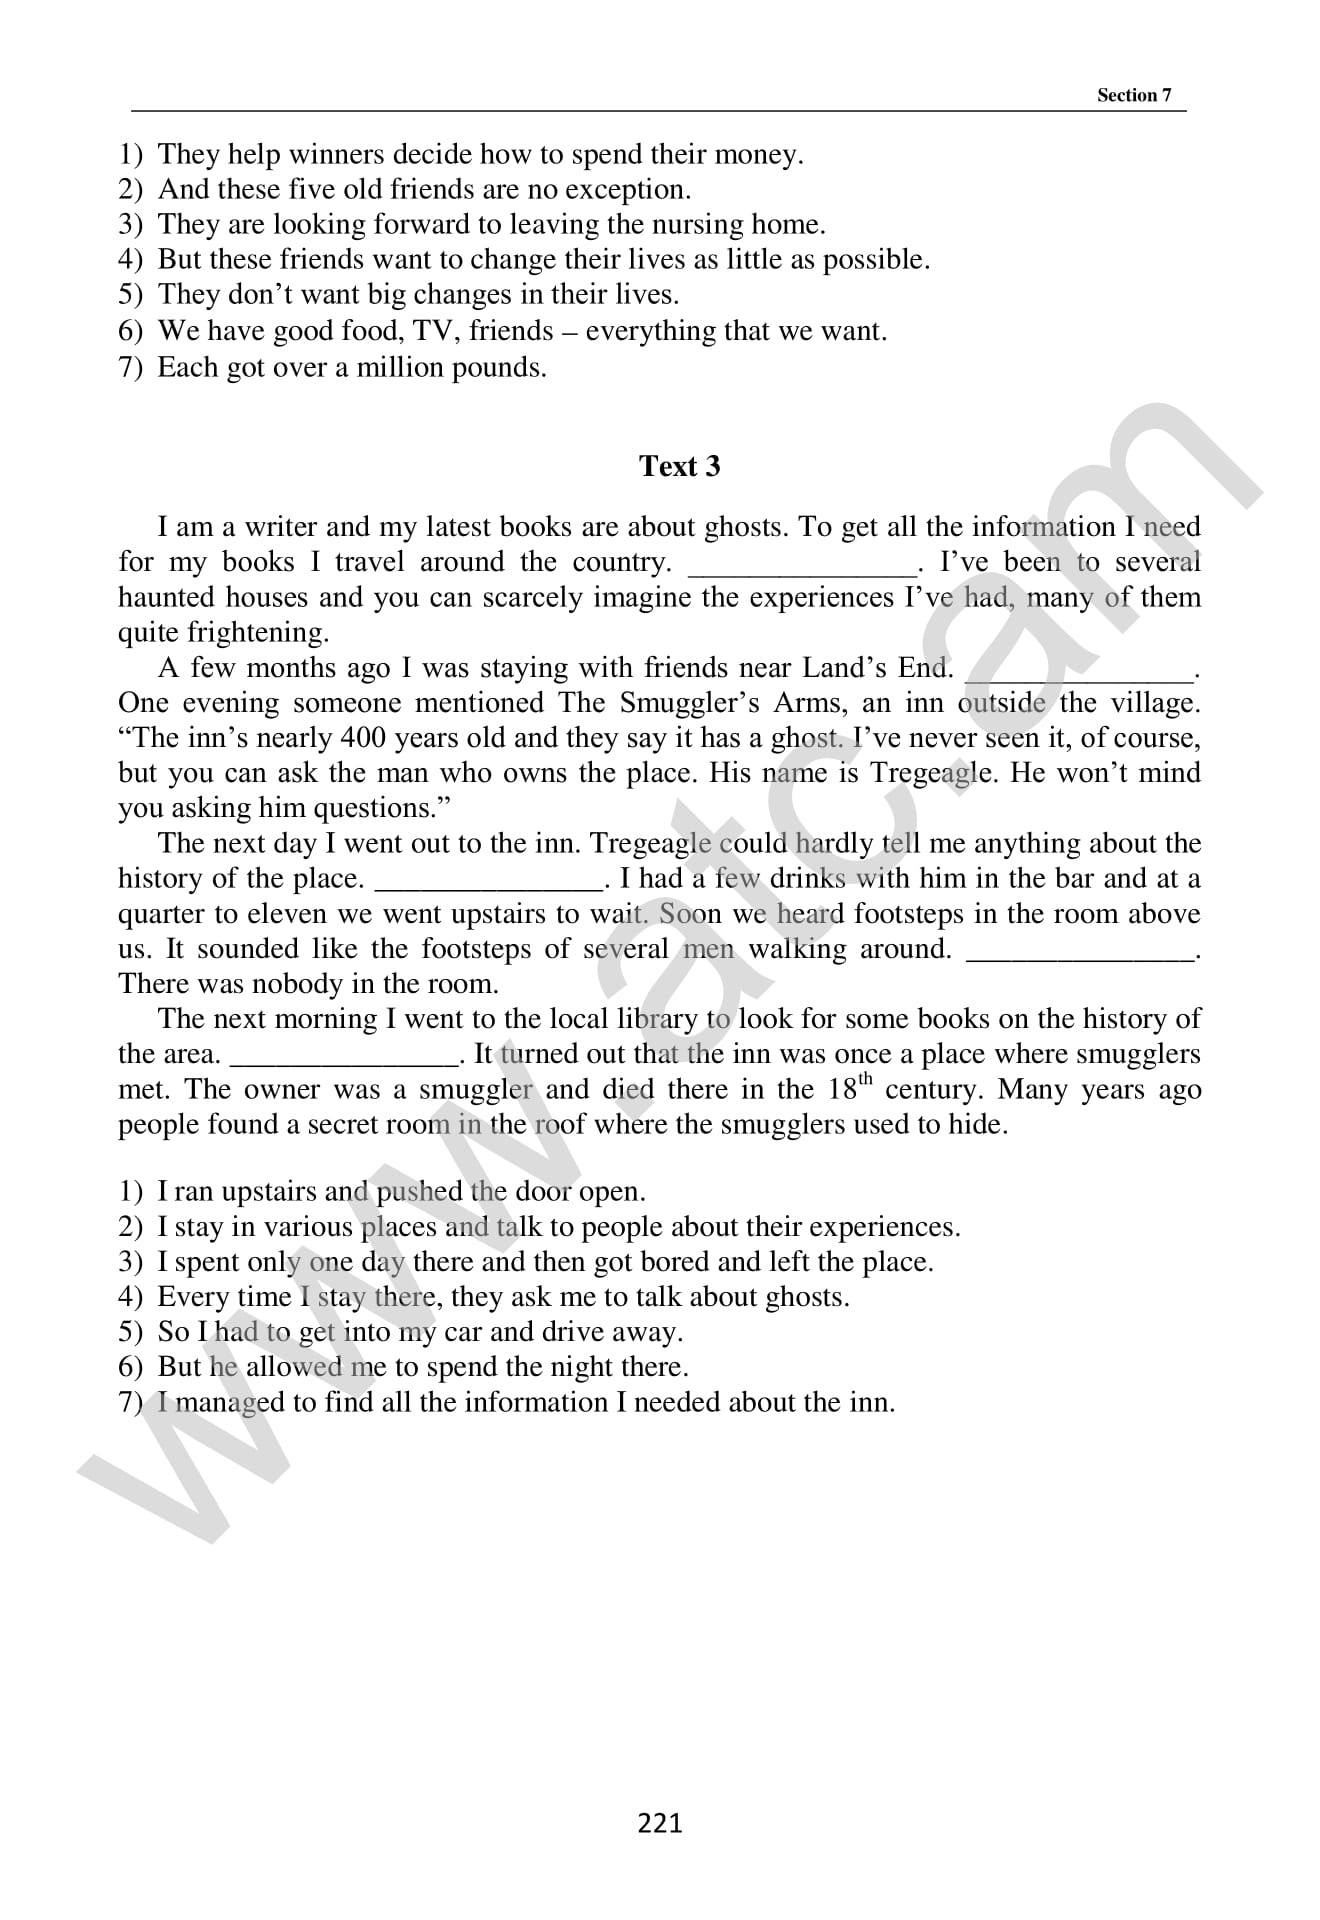 Section 7
1) They help winners decide how to spend their money.
2) And these five old friends are no exception.
3) They are looking forward to leaving the nursing home.
4) But these friends want to change their lives as little as possible.
5) They don’t want big changes in their lives.
6) We have good food, TV, friends – everything that we want.
7) Each got over a million pounds.
Text 3
I am a writer and my latest books are about ghosts. To get all the information I need
for my books I travel around the country. _______________. I’ve been to several
haunted houses and you can scarcely imagine the experiences I’ve had, many of them
quite frightening.
A few months ago I was staying with friends near Land’s End. _______________.
One evening someone mentioned The Smuggler’s Arms, an inn outside the village.
“The inn’s nearly 400 years old and they say it has a ghost. I’ve never seen it, of course,
but you can ask the man who owns the place. His name is Tregeagle. He won’t mind
you asking him questions.”
The next day I went out to the inn. Tregeagle could hardly tell me anything about the
history of the place. _______________. I had a few drinks with him in the bar and at a
quarter to eleven we went upstairs to wait. Soon we heard footsteps in the room above
us. It sounded like the footsteps of several men walking around. _______________.
There was nobody in the room.
The next morning I went to the local library to look for some books on the history of
the area. _______________. It turned out that the inn was once a place where smugglers
met. The owner was a smuggler and died there in the 18th century. Many years ago
people found a secret room in the roof where the smugglers used to hide.
1) I ran upstairs and pushed the door open.
2) I stay in various places and talk to people about their experiences.
3) I spent only one day there and then got bored and left the place.
4) Every time I stay there, they ask me to talk about ghosts.
5) So I had to get into my car and drive away.
6) But he allowed me to spend the night there.
7) I managed to find all the information I needed about the inn.
www.atc.am
221